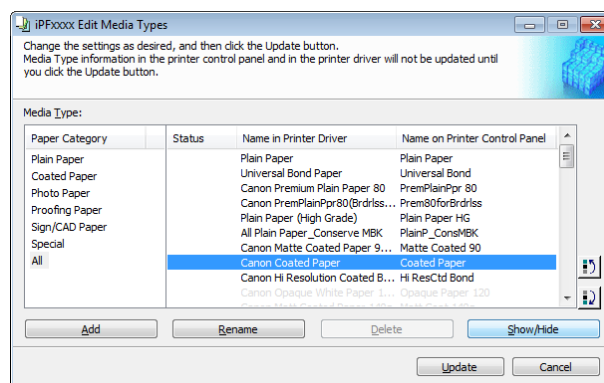 iPFxxxx Edit Media Types
Change the settings as desired, and then click the Update button.
Media Type information in the printer control panel and in the printer driver will not be updated until
you click the Update button.
Media Type:
Paper Category Status Name in Printer Driver Name on Printer Control Panel
Plain Paper Plain Paper Plain Paper
Coated Paper Universal Bond Paper Universal Bond
Photo Paper Canon Premium Plain Paper 80 PremPlainPpr 80
Proofing Paper Canon PremPlainPpr80(Brdrlss... Prem80forBrdrlss
Sign/CAD Paper Plain Paper (High Grade) Plain Paper HG
Special All Plain Paper_Conserve MBK PlainP_ConsMBK
All Canon Matte Coated Paper 9... Matte Coated 90
Canon Coated Paper Coated Paper
Canon Hi Resolution Coated B... Hi ResCtd Bond
Canon Opaque White Paper 1... Opaque Paper 120
Add Rename Delete Show/Hide
Update Cancel